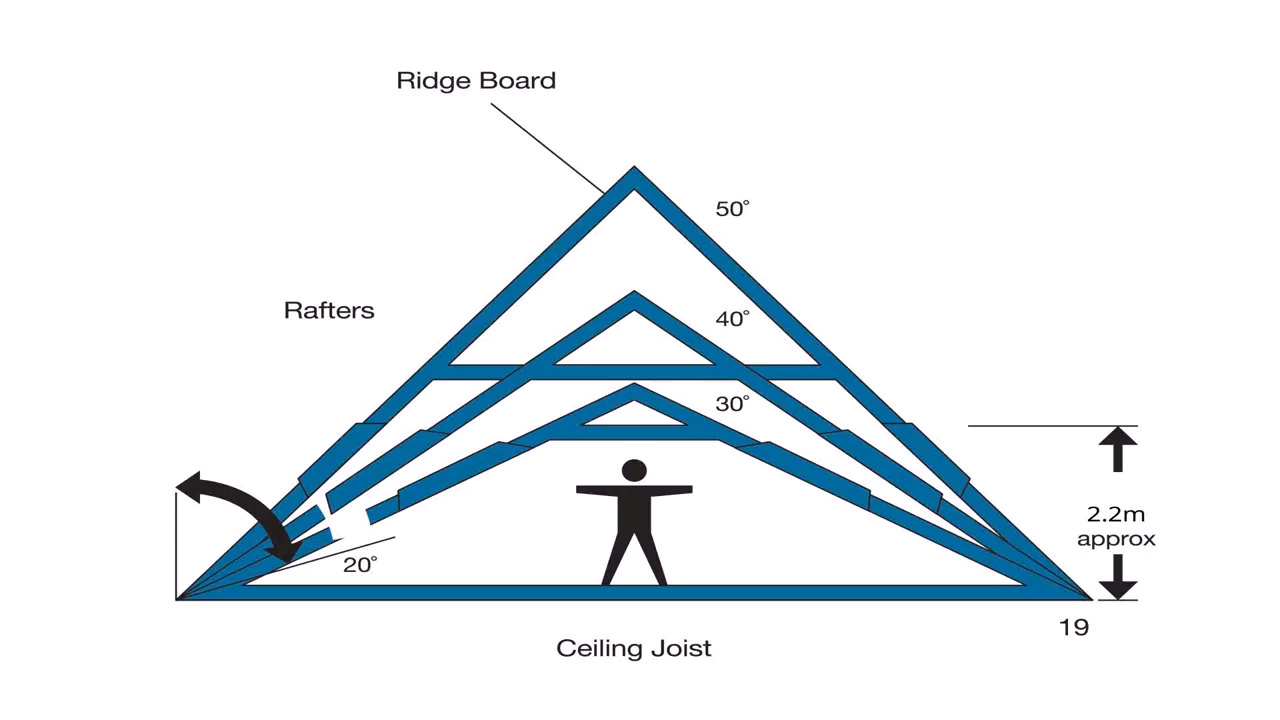 Ridge Board
50°
Rafters
40°
30°
2.2m
approx
20°
19
Ceiling Joist